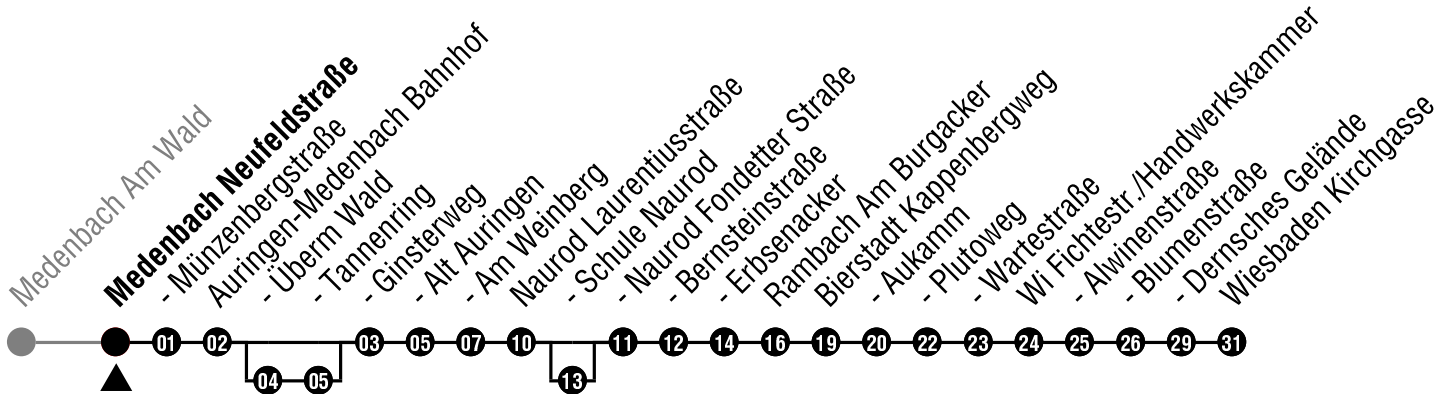 Medenbach Am Wald
Medenbach Neufeldstraße
- Münzenbergstraße
Auringen-Medenbach Bahnhof
- Überm Wald
- Tannenring
- Ginsterweg
- Alt Auringen
- Am Weinberg
Naurod Laurentiusstraße
- Schule Naurod
- Naurod Fondetter Straße
- Bernsteinstraße
- Erbsenacker
Rambach Am Burgacker
Bierstadt Kappenbergweg
- Aukamm
- Plutoweg
- Wartestraße
Wi Fichtestr./Handwerkskammer
- Alwinenstraße
- Blumenstraße
- Dernsches Gelände
Wiesbaden Kirchgasse
01 02 03 05 07 10 11 12 14 16 19 20 22 23 24 25 26 29 31
04 05 13